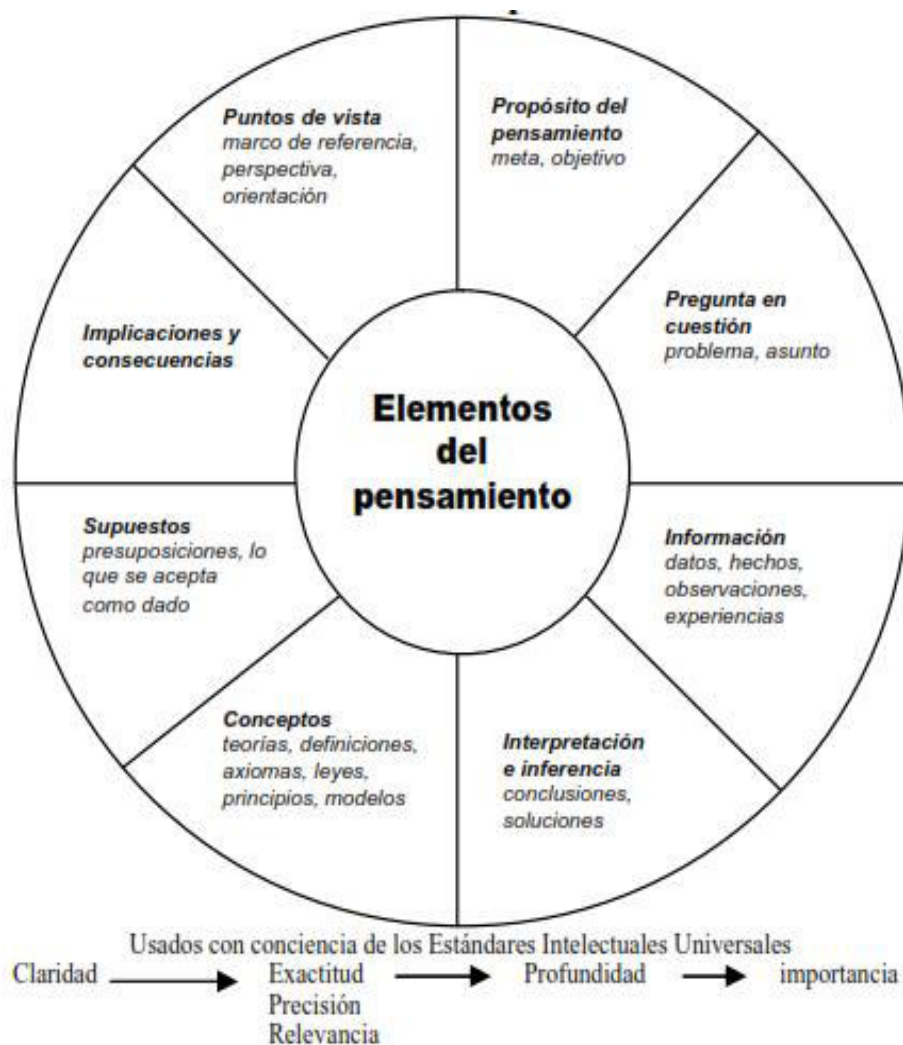 Puntos de vista
marco de referencia,
perspectiva,
orientación
Propósito del
pensamiento
meta, objetivo
Pregunta en
cuestión
problema, asunto
Implicaciones y
consecuencias
Elementos
del
pensamiento
Supuestos
presuposiciones, lo
que se acepta
como dado
Información
datos, hechos,
observaciones,
experiencias
Conceptos
teorías, definiciones,
axiomas, leyes,
principios, modelos
Interpretación
e inferencia
conclusiones,
soluciones
Usados con conciencia de los Estándares Intelectuales Universales
Claridad Exactitud Profundidad importancia
Precisión
Relevancia